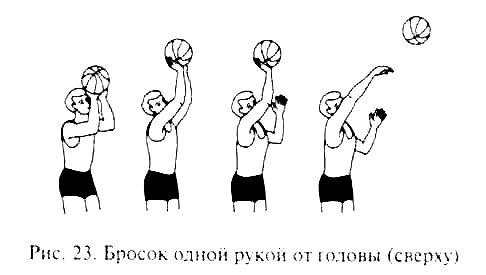 Рис. 23. Бросок одной рукой от головы (сверху)